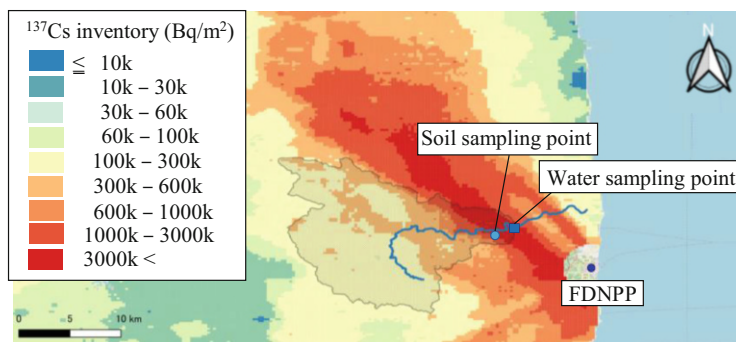 ¹³⁷Cs inventory (Bq/m²)
≦ 10k
10k – 30k
30k – 60k
60k – 100k
100k – 300k
300k – 600k
600k – 1000k
1000k – 3000k
3000k <
N
Soil sampling point
Water sampling point
FDNPP
0 5 10 km